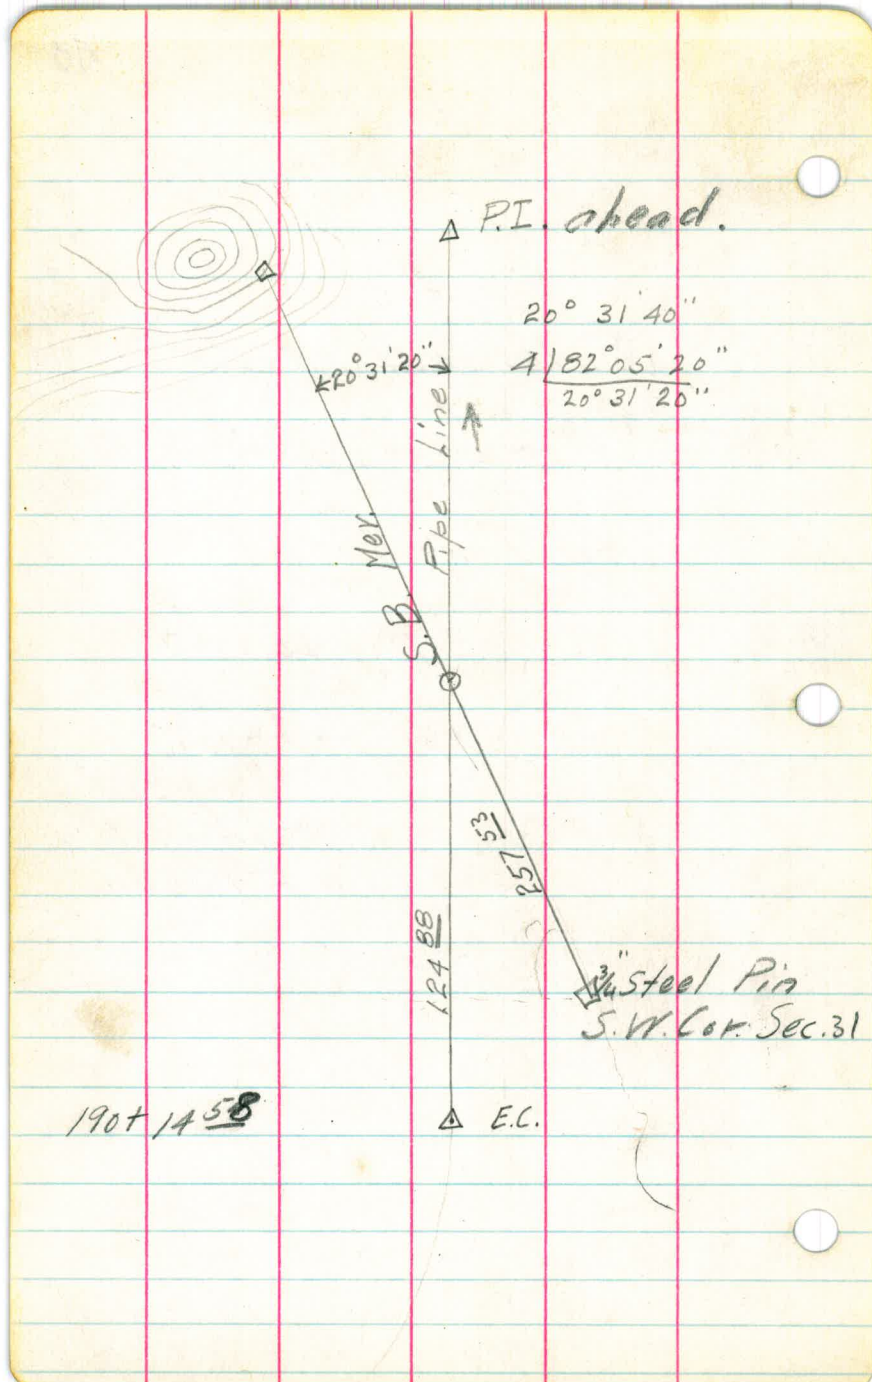 P.I. ahead.
20° 31' 40"
20° 31' 20"
4 | 82° 05' 20"
20° 31' 20"
Pipe Line
S.B. Mer.
257 53
124 88
3/4" Steel Pin
S.W. Cor. Sec. 31
190+ 14 58
E.C.